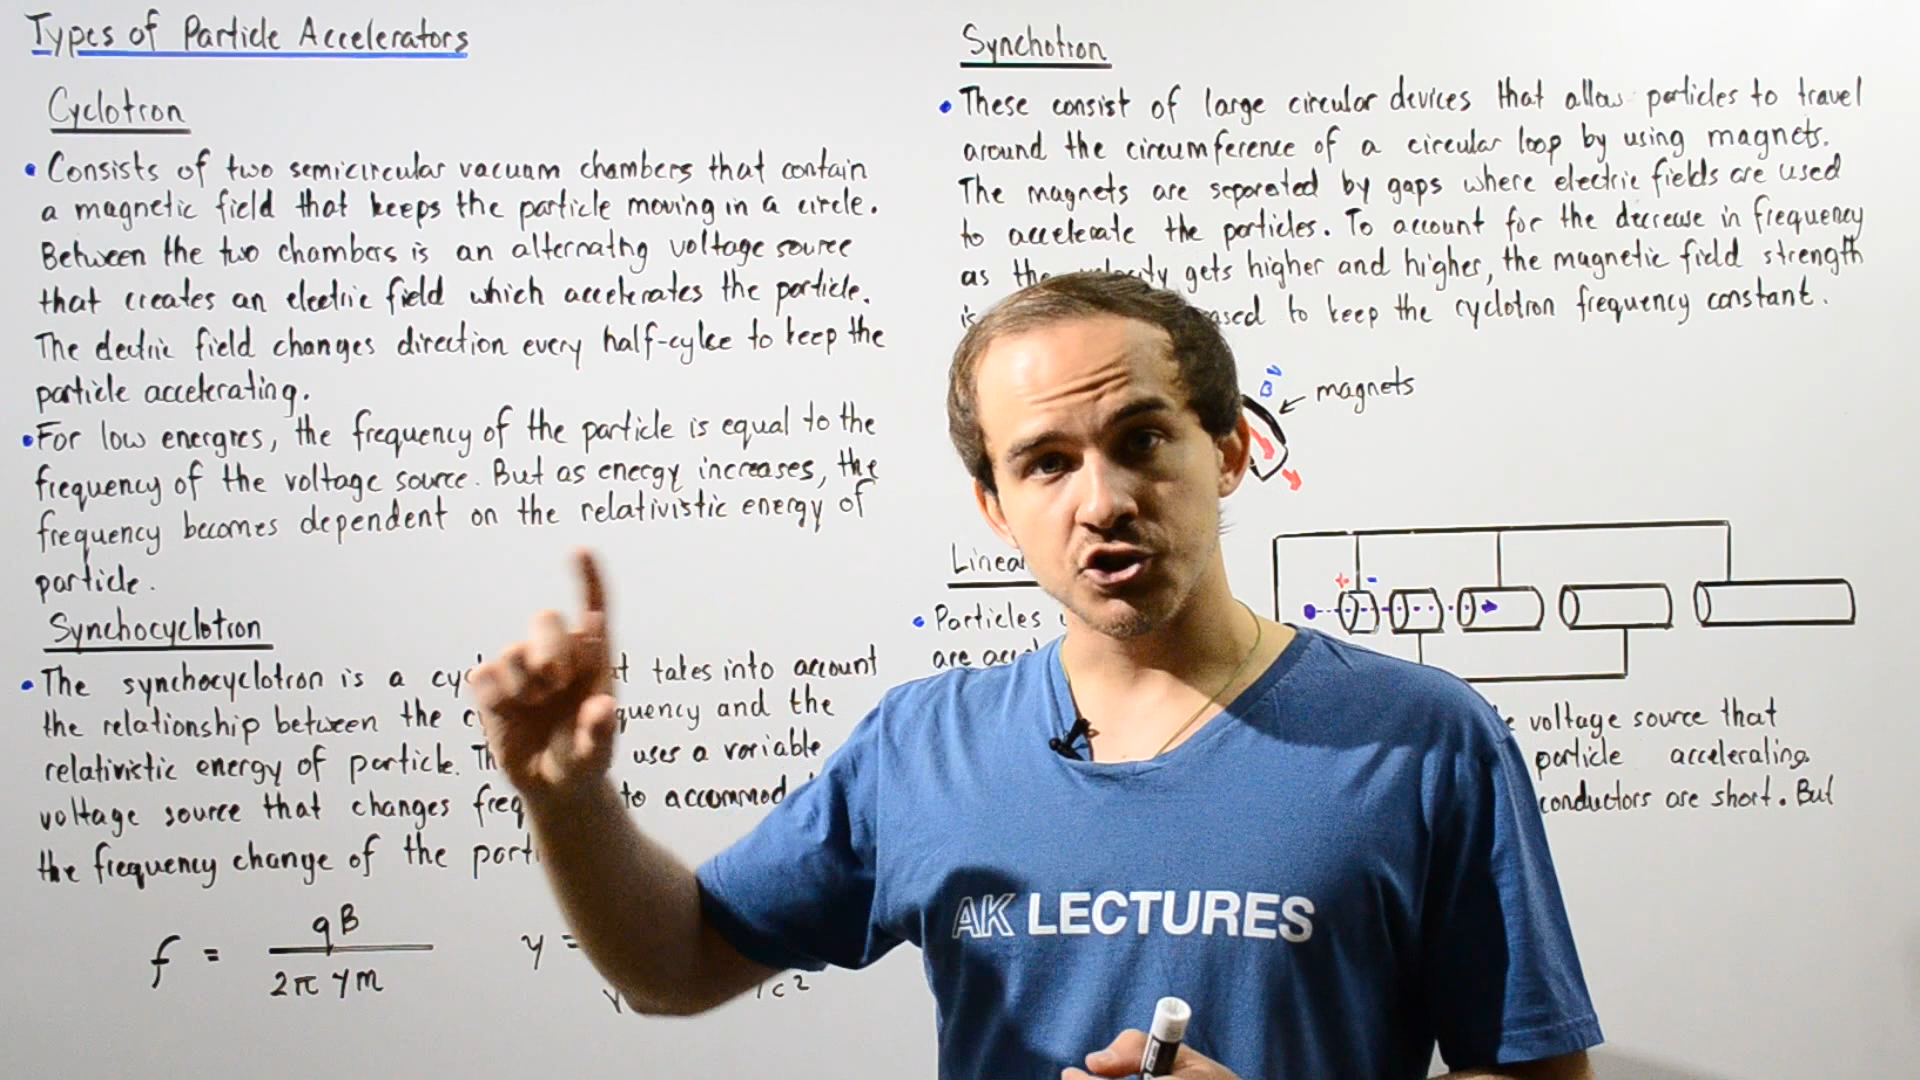 Types of Particle Accelerators
Cyclotron
• Consists of two semicircular vacuum chambers that contain
a magnetic field that keeps the particle moving in a circle.
Between the two chambers is an alternatng voltage source
that creates an electric field which accelerates the particle.
The electric field changes direction every half-cylce to keep the
particle accelerating.
• For low energies, the frequency of the particle is equal to the
frequency of the voltage source. But as energy increases, the
frequency becomes dependent on the relativistic energy of
particle.
Synchocyclotron
• The synchocyclotron is a takes into account
the relationship between the and the
relativistic energy of particle. uses a variable
voltage source that changes to
the frequency change of the
f = qB / 2π γ m
γ = / c²
Synchotron
• These consist of large circular devices that allow particles to travel
around the circumference of a circular loop by using magnets.
The magnets are separated by gaps where electric fields are used
to accelerate the particles. To account for the decrease in frequency
as the gets higher and higher, the magnetic field strength
to keep the cyclotron frequency constant.
B
magnets
Linea
+ -
• Particles
are
voltage source that
particle accelerating.
conductors are short. But
AK LECTURES